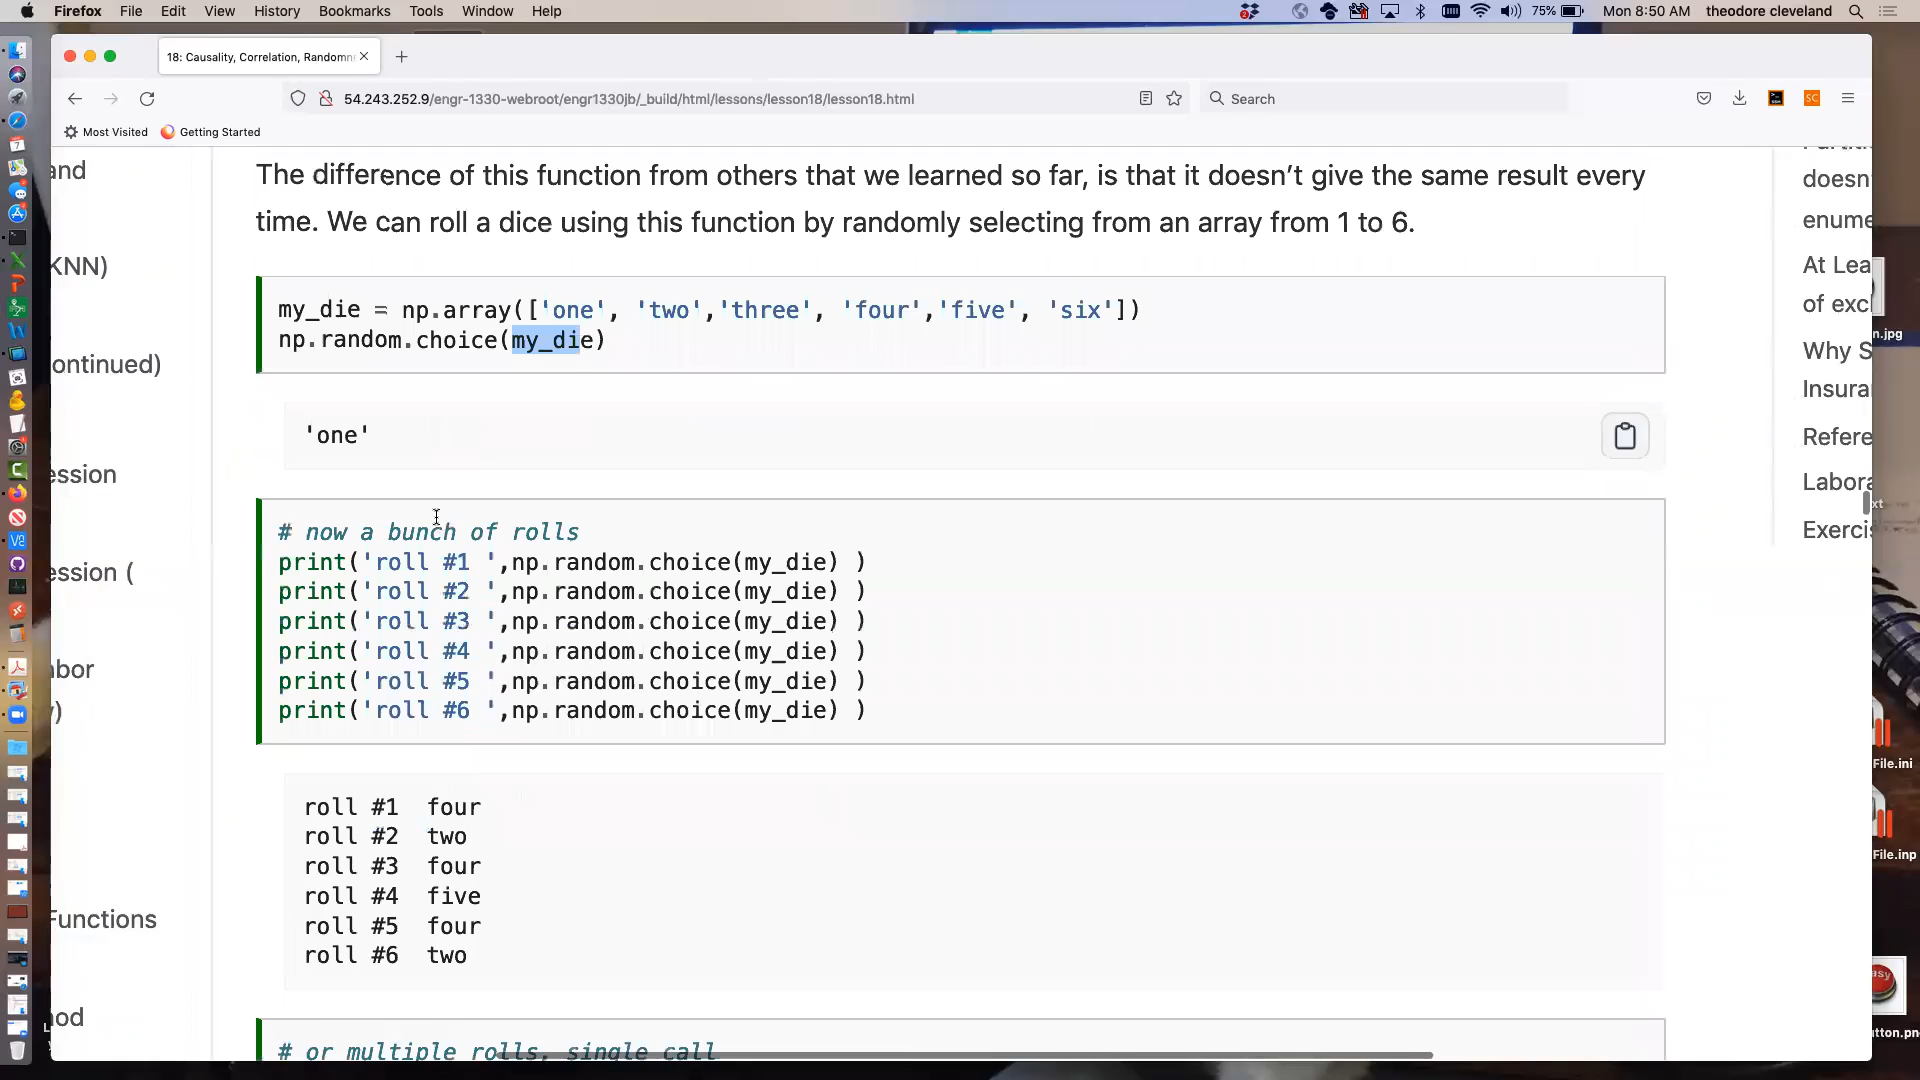 Firefox File Edit View History Bookmarks Tools Window Help 75% Mon 8:50 AM theodore cleveland
18: Causality, Correlation, Randomn
54.243.252.9/engr-1330-webroot/engr1330jb/_build/html/lessons/lesson18/lesson18.html Search
Most Visited Getting Started
and
KNN)
ontinued)
ession
ession (
abor
Functions
The difference of this function from others that we learned so far, is that it doesn’t give the same result every
time. We can roll a dice using this function by randomly selecting from an array from 1 to 6.
my_die = np.array(['one', 'two','three', 'four','five', 'six'])
np.random.choice(my_die)
'one'
# now a bunch of rolls
print('roll #1 ',np.random.choice(my_die) )
print('roll #2 ',np.random.choice(my_die) )
print('roll #3 ',np.random.choice(my_die) )
print('roll #4 ',np.random.choice(my_die) )
print('roll #5 ',np.random.choice(my_die) )
print('roll #6 ',np.random.choice(my_die) )
roll #1 four
roll #2 two
roll #3 four
roll #4 five
roll #5 four
roll #6 two
# or multiple rolls, single call
doesn
enume
At Lea
of excl
Why S
Insura
Refere
Labora
Exercis
n.jpg
File.ini
File.inp
utton.pn